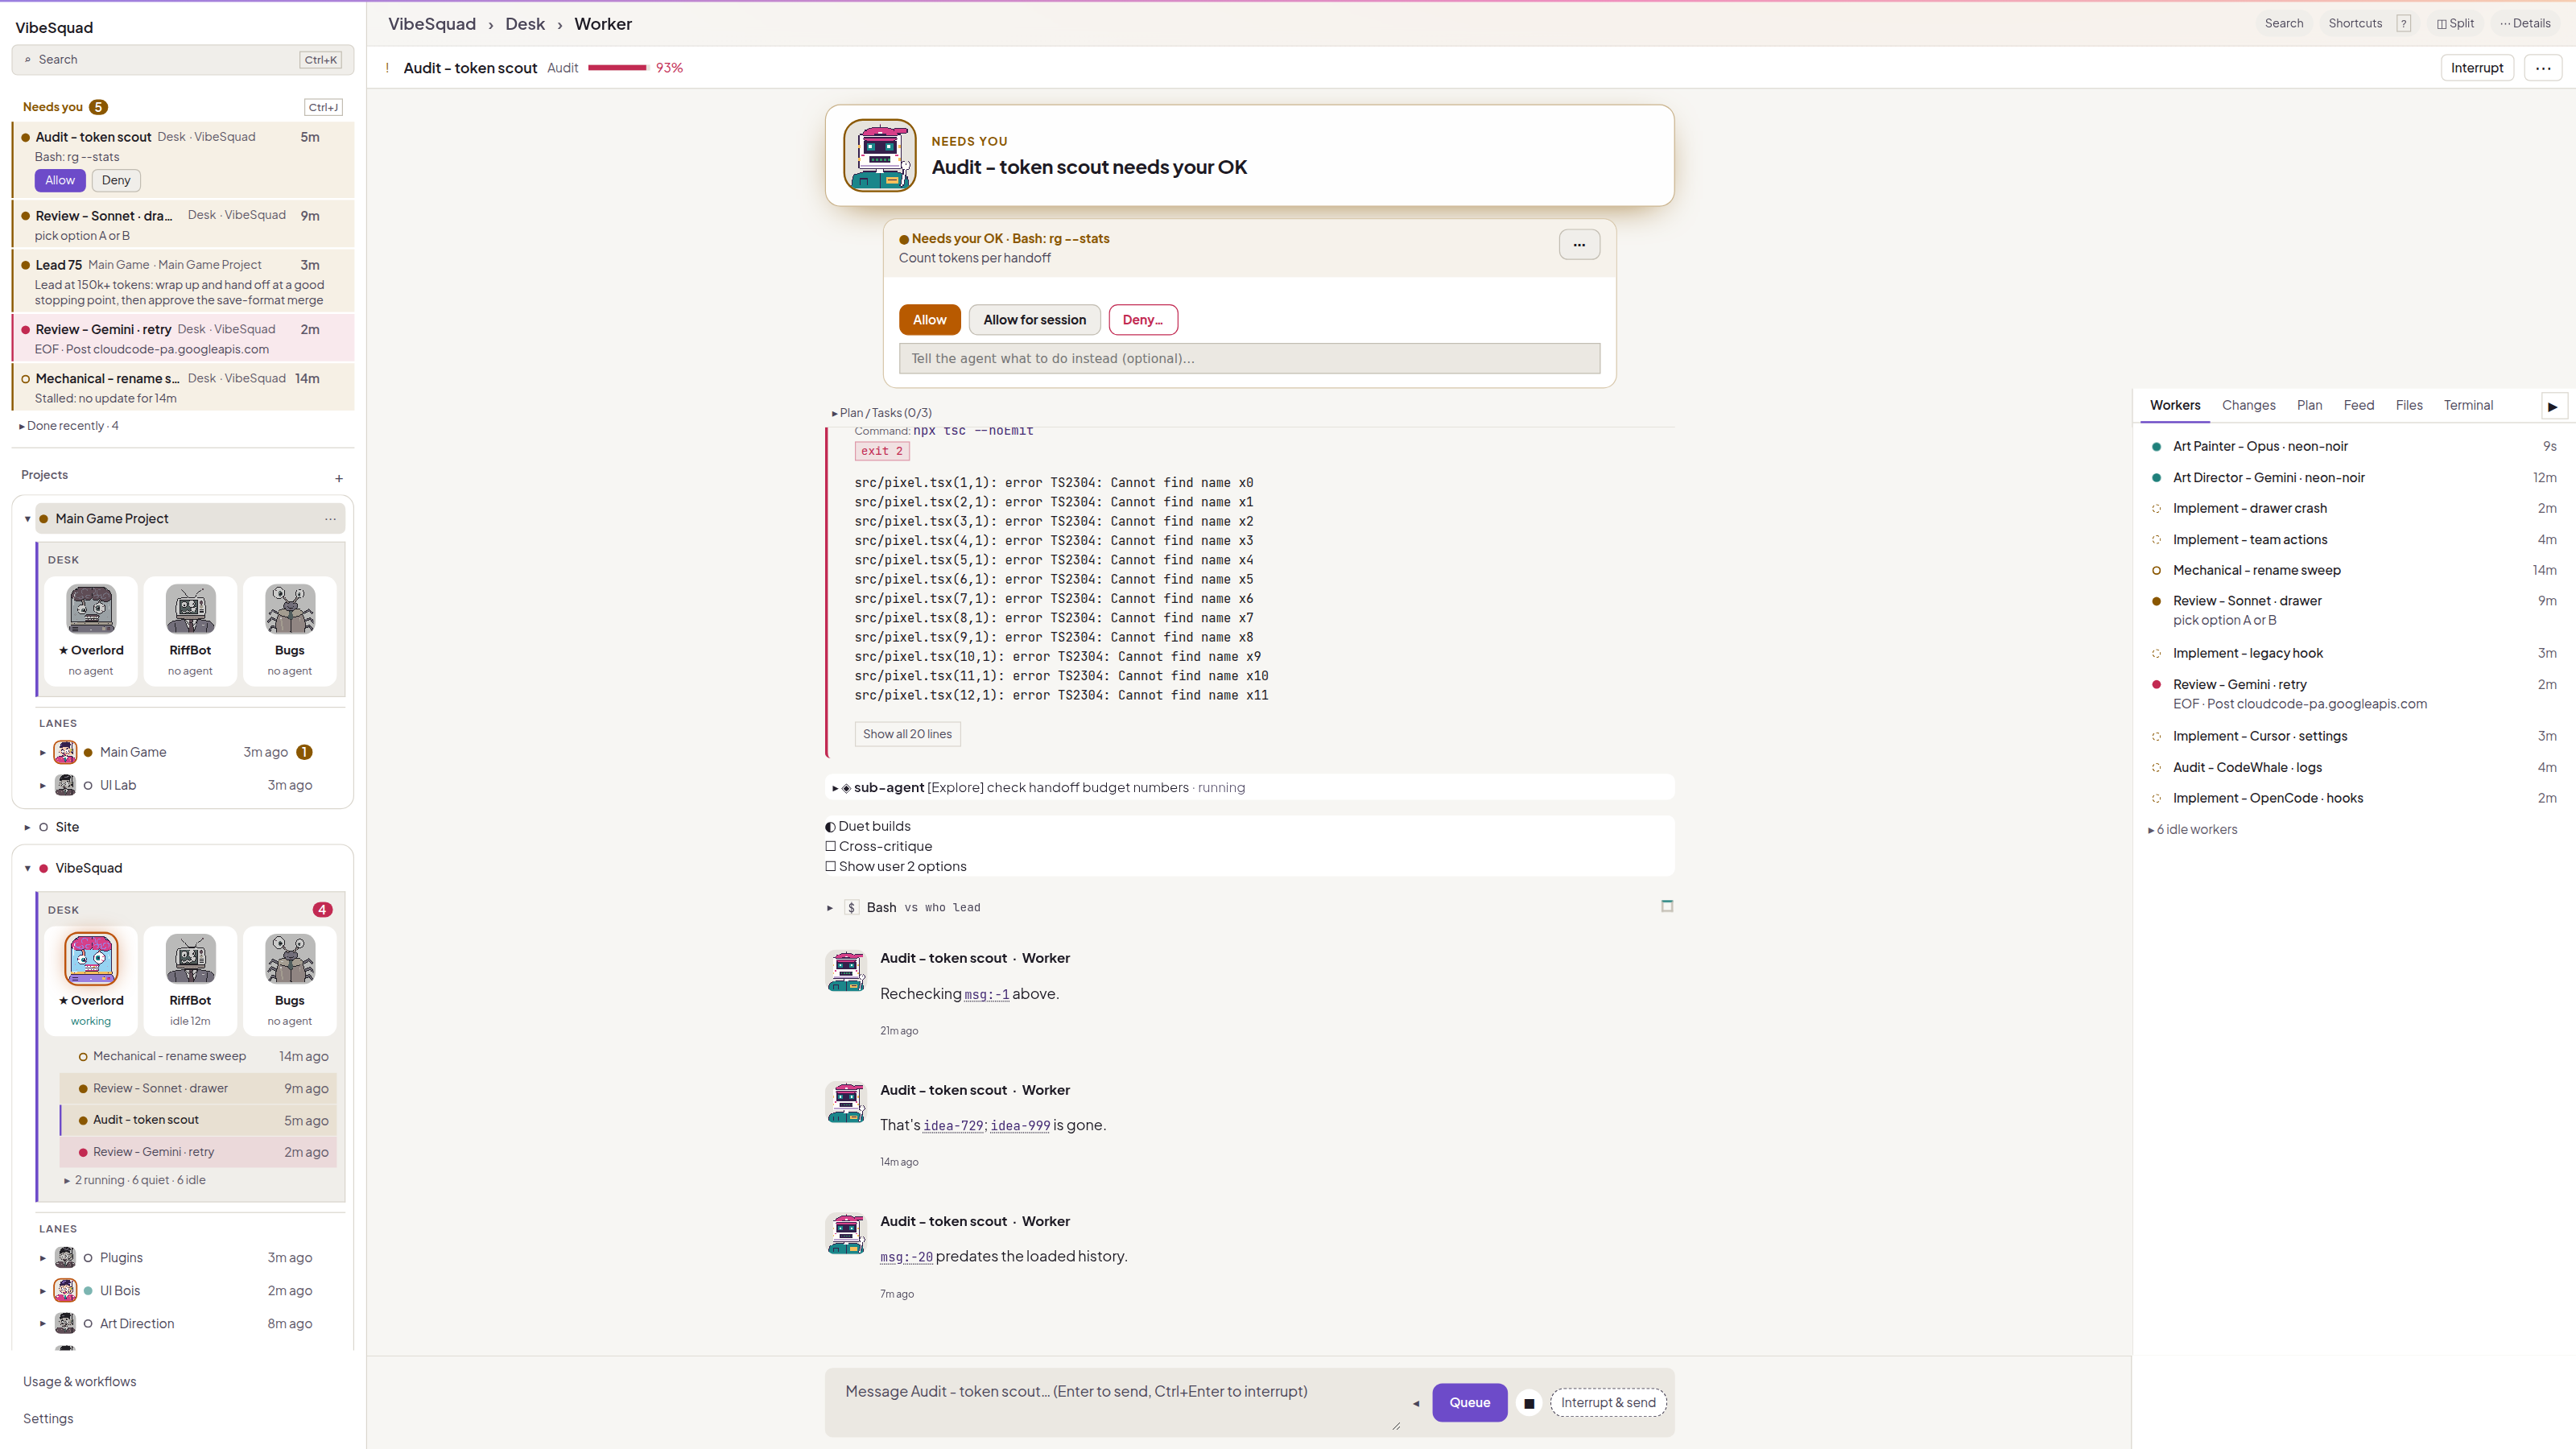 VibeSquad
Search Ctrl+K
Needs you 5 Ctrl+J
Audit – token scout Desk · VibeSquad 5m
Bash: rg --stats
Allow Deny
Review – Sonnet · dra... Desk · VibeSquad 9m
pick option A or B
Lead 75 Main Game · Main Game Project 3m
Lead at 150k+ tokens: wrap up and hand off at a good
stopping point, then approve the save-format merge
Review – Gemini · retry Desk · VibeSquad 2m
EOF · Post cloudcode-pa.googleapis.com
Mechanical – rename s... Desk · VibeSquad 14m
Stalled: no update for 14m
▸ Done recently · 4
Projects +
▾ Main Game Project ...
DESK
★ Overlord RiffBot Bugs
no agent no agent no agent
LANES
▸ Main Game 3m ago 1
▸ UI Lab 3m ago
▸ Site
▾ VibeSquad
DESK 4
★ Overlord RiffBot Bugs
working idle 12m no agent
Mechanical – rename sweep 14m ago
Review – Sonnet · drawer 9m ago
Audit – token scout 5m ago
Review – Gemini · retry 2m ago
▸ 2 running · 6 quiet · 6 idle
LANES
▸ Plugins 3m ago
▸ UI Bois 2m ago
▸ Art Direction 8m ago
Usage & workflows
Settings
VibeSquad › Desk › Worker
Search Shortcuts ? Split ··· Details
! Audit – token scout Audit 93% Interrupt ...
NEEDS YOU
Audit – token scout needs your OK
Needs your OK · Bash: rg --stats ...
Count tokens per handoff
Allow Allow for session Deny...
Tell the agent what to do instead (optional)...
▸ Plan / Tasks (0/3)
Command: npx tsc --noEmit
exit 2
src/pixel.tsx(1,1): error TS2304: Cannot find name x0
src/pixel.tsx(2,1): error TS2304: Cannot find name x1
src/pixel.tsx(3,1): error TS2304: Cannot find name x2
src/pixel.tsx(4,1): error TS2304: Cannot find name x3
src/pixel.tsx(5,1): error TS2304: Cannot find name x4
src/pixel.tsx(6,1): error TS2304: Cannot find name x5
src/pixel.tsx(7,1): error TS2304: Cannot find name x6
src/pixel.tsx(8,1): error TS2304: Cannot find name x7
src/pixel.tsx(9,1): error TS2304: Cannot find name x8
src/pixel.tsx(10,1): error TS2304: Cannot find name x9
src/pixel.tsx(11,1): error TS2304: Cannot find name x10
src/pixel.tsx(12,1): error TS2304: Cannot find name x11
Show all 20 lines
▸ ◈ sub-agent [Explore] check handoff budget numbers · running
◐ Duet builds
☐ Cross-critique
☐ Show user 2 options
▸ $ Bash vs who lead
Audit – token scout · Worker
Rechecking msg:-1 above.
21m ago
Audit – token scout · Worker
That's idea-729; idea-999 is gone.
14m ago
Audit – token scout · Worker
msg:-20 predates the loaded history.
7m ago
Message Audit – token scout... (Enter to send, Ctrl+Enter to interrupt)
◂ Queue ■ Interrupt & send
Workers Changes Plan Feed Files Terminal ▶
Art Painter – Opus · neon-noir 9s
Art Director – Gemini · neon-noir 12m
Implement – drawer crash 2m
Implement – team actions 4m
Mechanical – rename sweep 14m
Review – Sonnet · drawer 9m
pick option A or B
Implement – legacy hook 3m
Review – Gemini · retry 2m
EOF · Post cloudcode-pa.googleapis.com
Implement – Cursor · settings 3m
Audit – CodeWhale · logs 4m
Implement – OpenCode · hooks 2m
▸ 6 idle workers